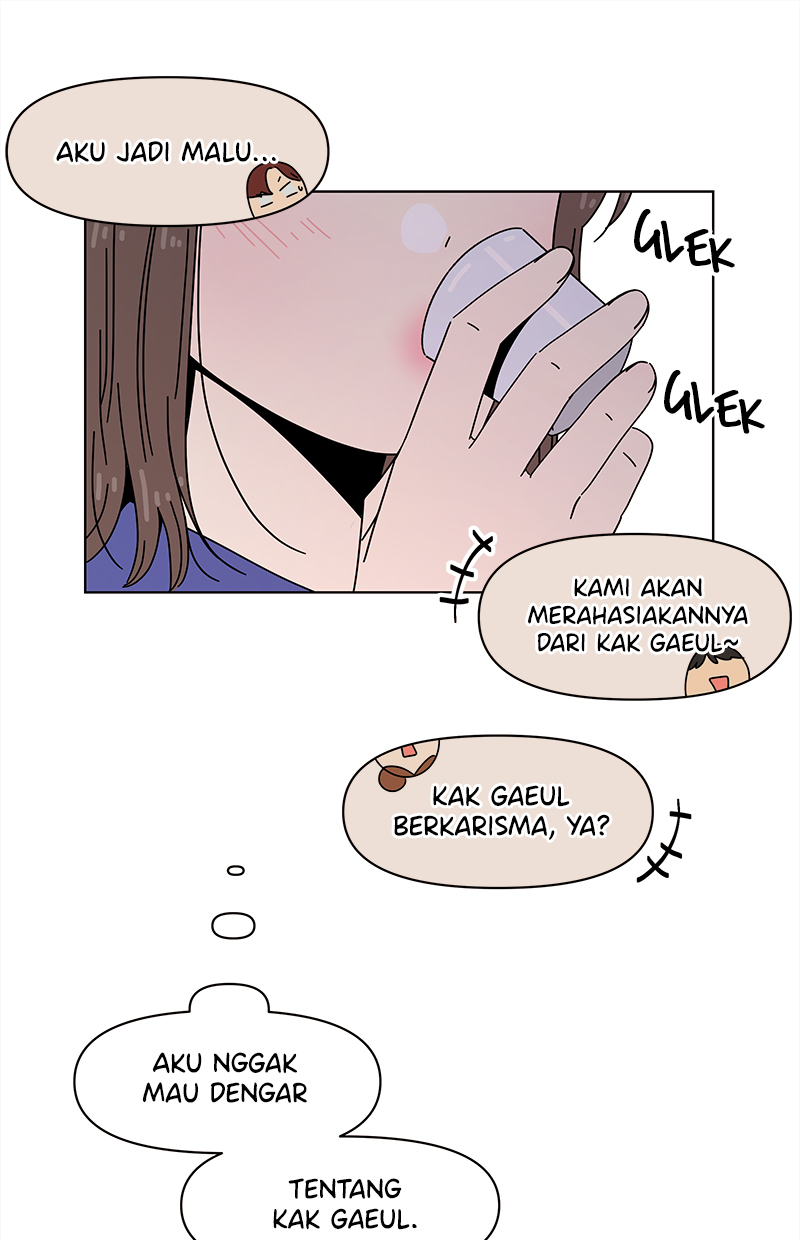 AKU JADI MALU...
GLEK
GLEK
KAMI AKAN
MERAHASIAKANNYA
DARI KAK GAEUL~
KAK GAEUL
BERKARISMA, YA?
AKU NGGAK
MAU DENGAR
TENTANG
KAK GAEUL.